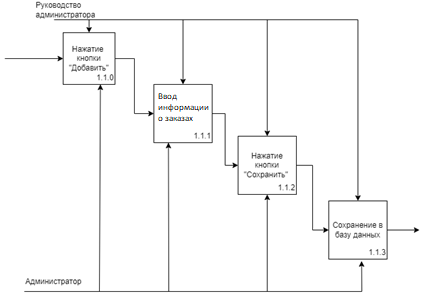 Руководство
администратора
Нажатие
кнопки
"Добавить"
1.1.0
Ввод
информации
о заказах
1.1.1
Нажатие
кнопки
"Сохранить"
1.1.2
Сохранение в
базу данных
1.1.3
Администратор